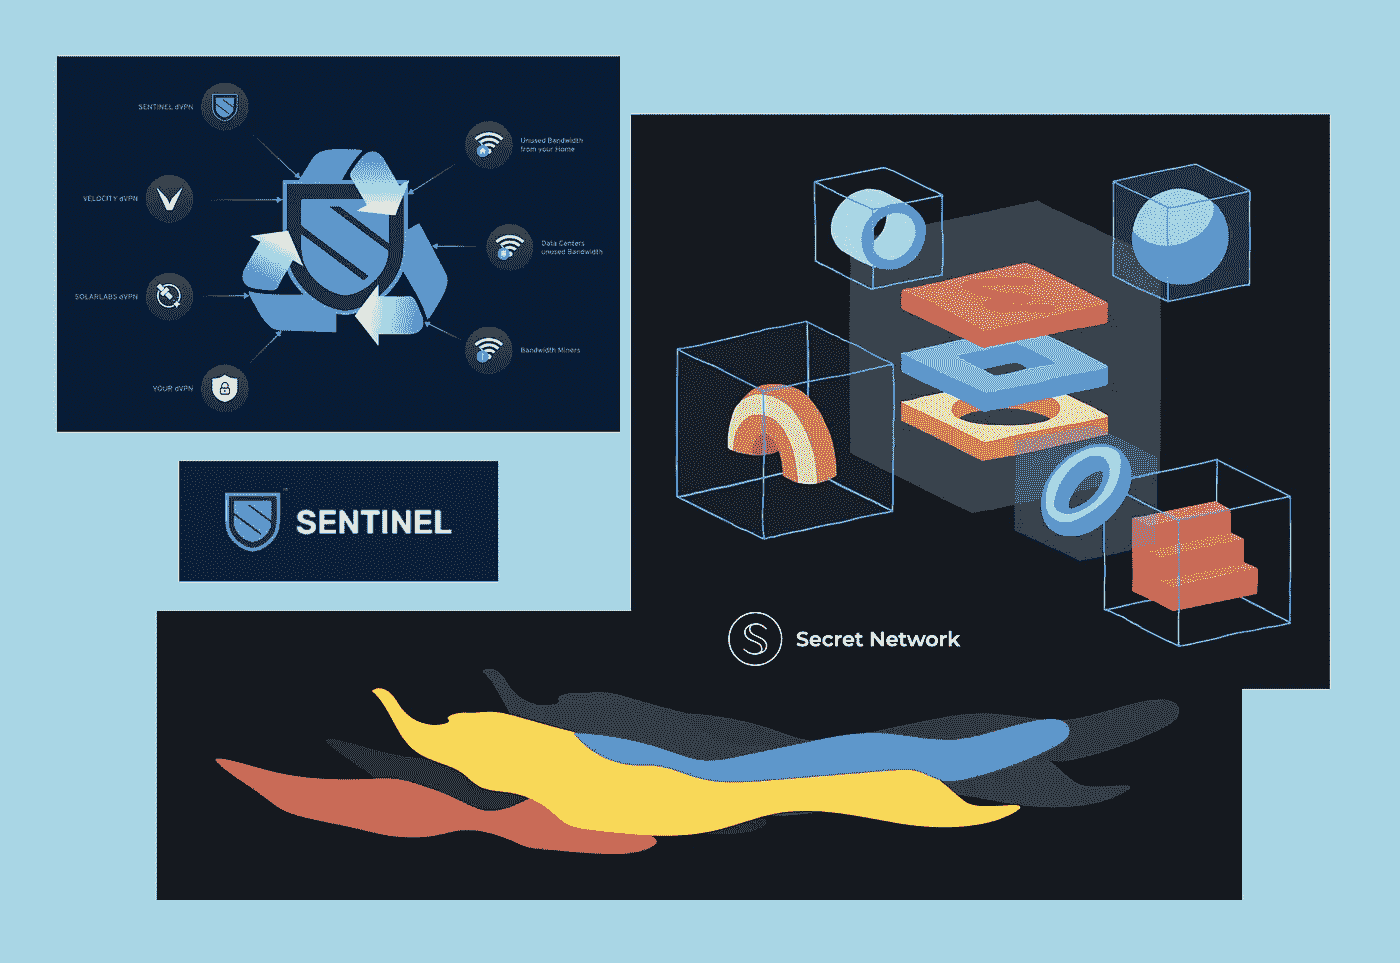 SENTINEL dVPN
VELOCITY dVPN
SOLARLABS dVPN
YOUR dVPN
Unused Bandwidth
from your Home
Data Centers
unused Bandwidth
Bandwidth Miners
SENTINEL
Secret Network